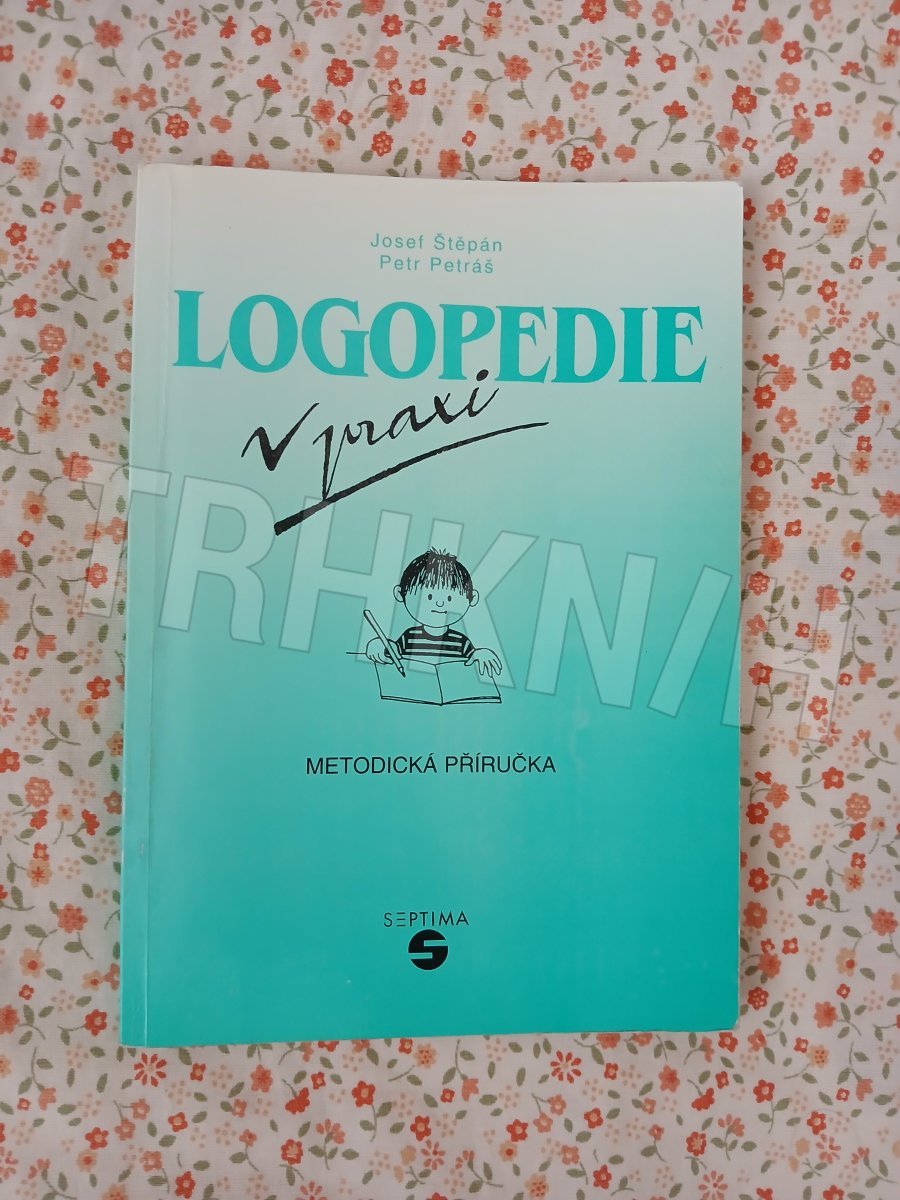 Josef Štěpán
Petr Petráš
LOGOPEDIE
v praxi
TRHKNIH
METODICKÁ PŘÍRUČKA
SEPTIMA